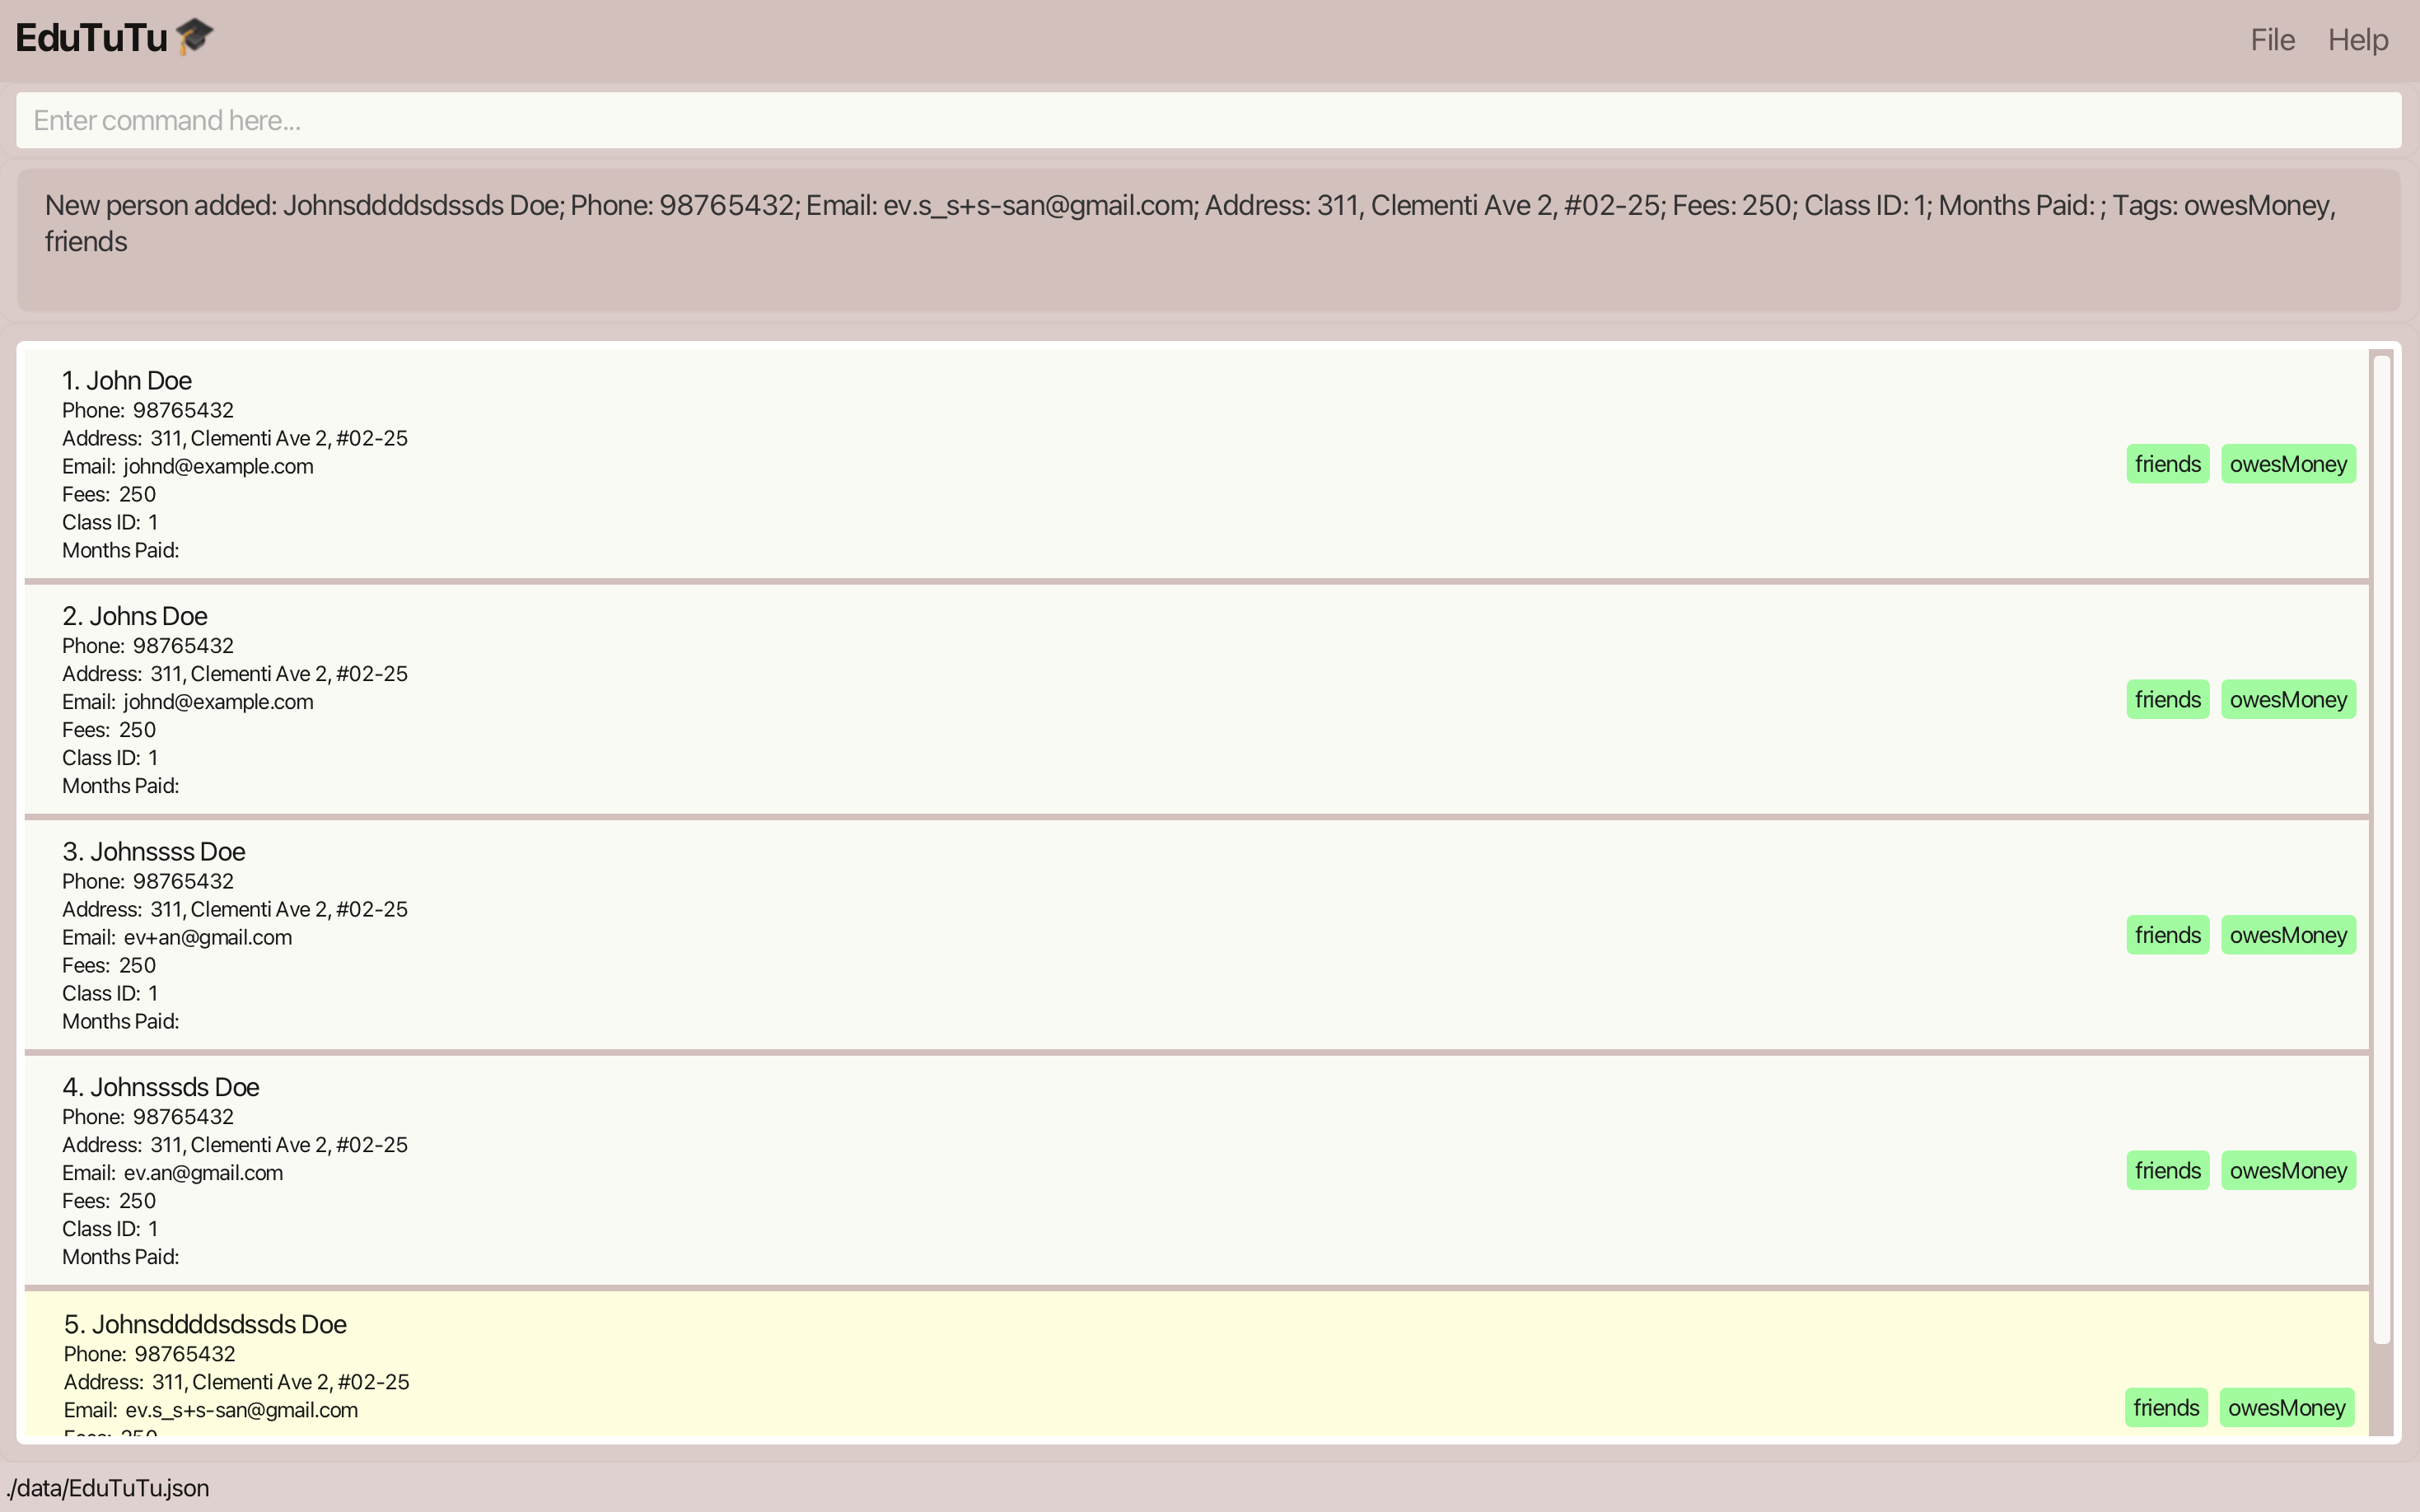 EduTuTu
File Help
Enter command here...
New person added: Johnsddddsdssds Doe; Phone: 98765432; Email: ev.s_s+s-san@gmail.com; Address: 311, Clementi Ave 2, #02-25; Fees: 250; Class ID: 1; Months Paid: ; Tags: owesMoney,
friends
1. John Doe
Phone: 98765432
Address: 311, Clementi Ave 2, #02-25
Email: johnd@example.com
Fees: 250
Class ID: 1
Months Paid:
friends owesMoney
2. Johns Doe
Phone: 98765432
Address: 311, Clementi Ave 2, #02-25
Email: johnd@example.com
Fees: 250
Class ID: 1
Months Paid:
friends owesMoney
3. Johnssss Doe
Phone: 98765432
Address: 311, Clementi Ave 2, #02-25
Email: ev+an@gmail.com
Fees: 250
Class ID: 1
Months Paid:
friends owesMoney
4. Johnsssds Doe
Phone: 98765432
Address: 311, Clementi Ave 2, #02-25
Email: ev.an@gmail.com
Fees: 250
Class ID: 1
Months Paid:
friends owesMoney
5. Johnsddddsdssds Doe
Phone: 98765432
Address: 311, Clementi Ave 2, #02-25
Email: ev.s_s+s-san@gmail.com
Fees: 250
friends owesMoney
./data/EduTuTu.json